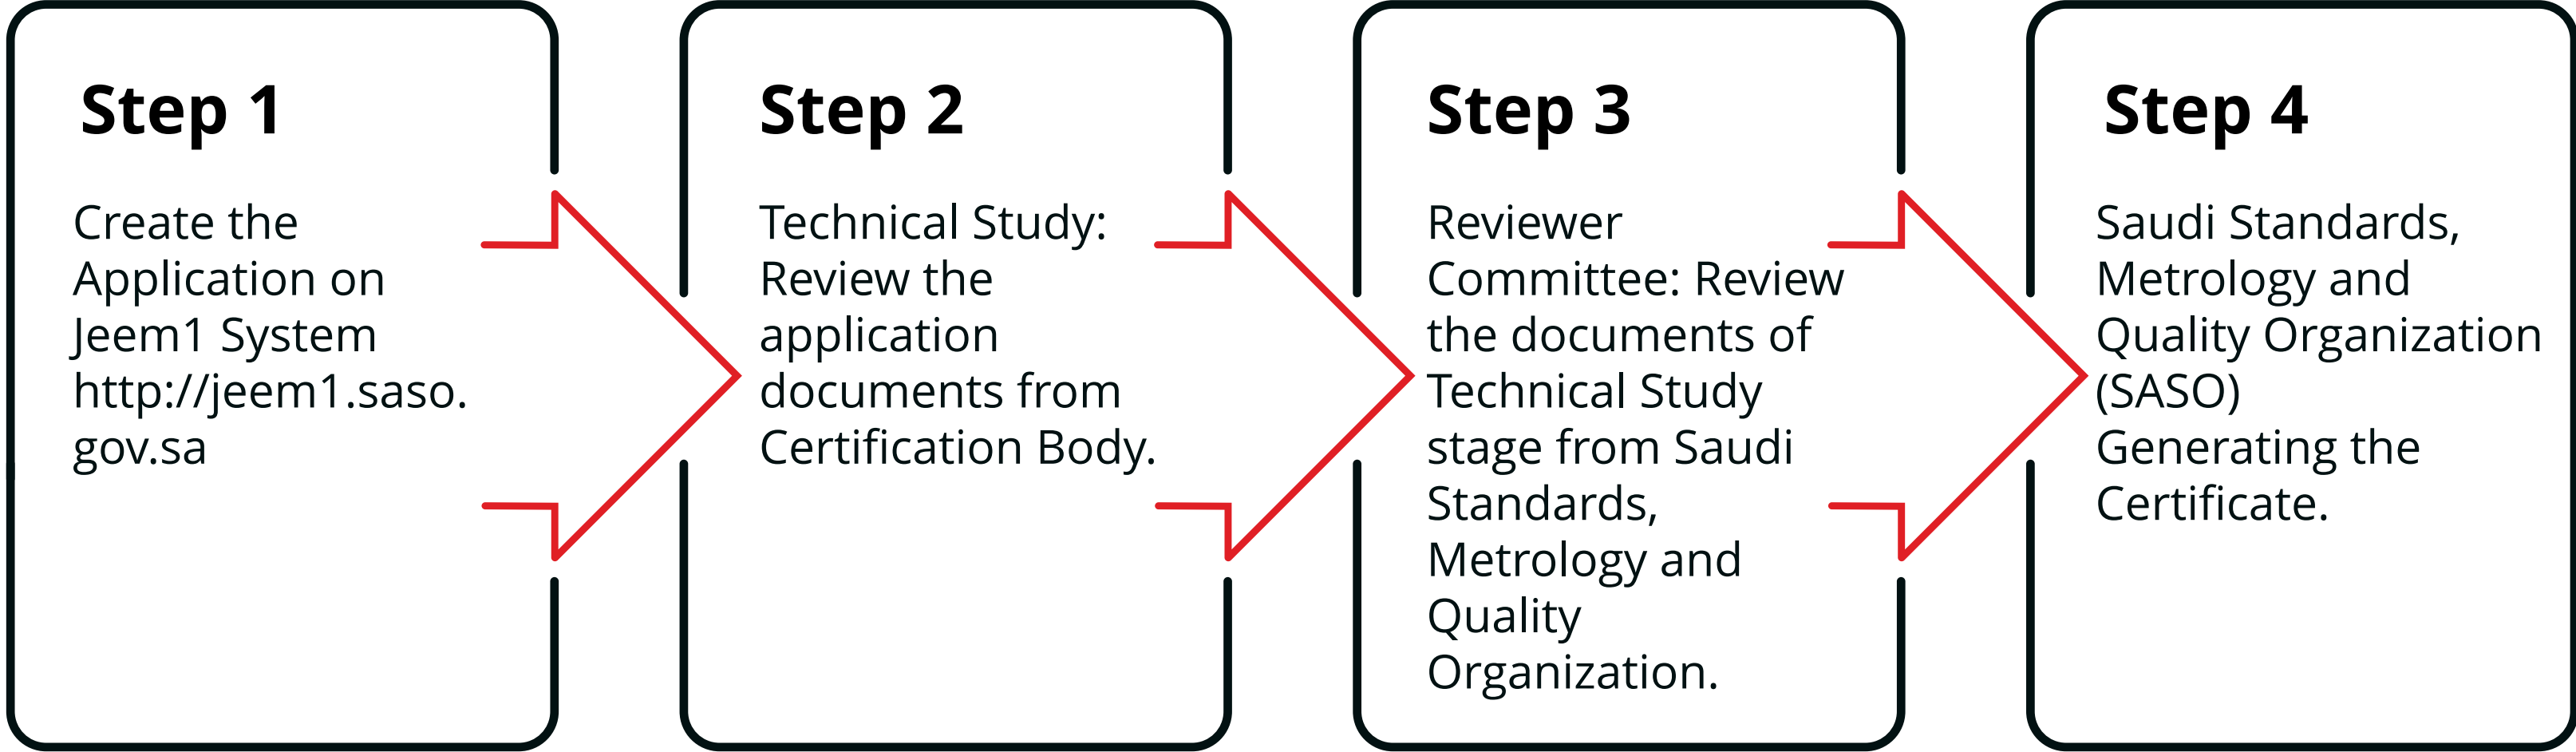 Step 1
Create the
Application on
Jeem1 System
http://jeem1.saso.
gov.sa
Step 2
Technical Study:
Review the
application
documents from
Certification Body.
Step 3
Reviewer
Committee: Review
the documents of
Technical Study
stage from Saudi
Standards,
Metrology and
Quality
Organization.
Step 4
Saudi Standards,
Metrology and
Quality Organization
(SASO)
Generating the
Certificate.